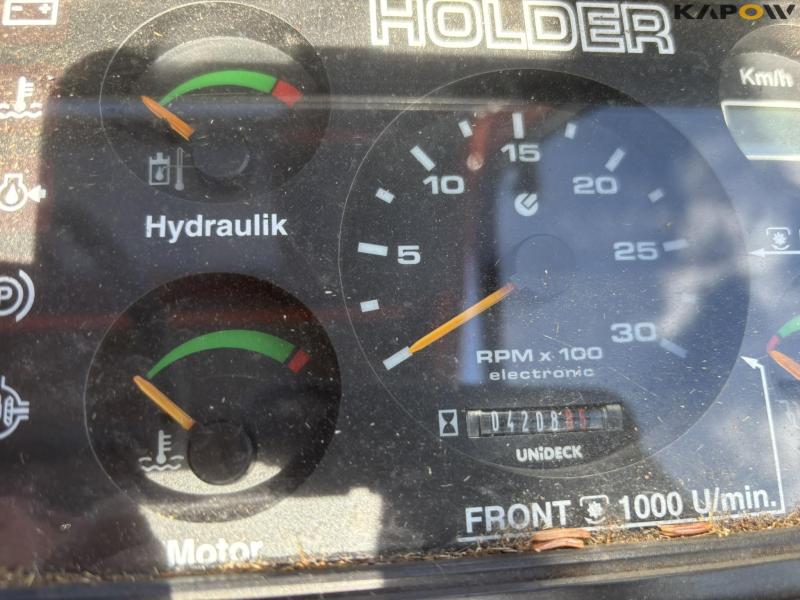 KAPOW
HOLDER
Km/h
Hydraulik
5
10
15
20
25
30
RPM x 100
electronic
04208
UNiDECK
P
FRONT 1000 U/min.
Motor